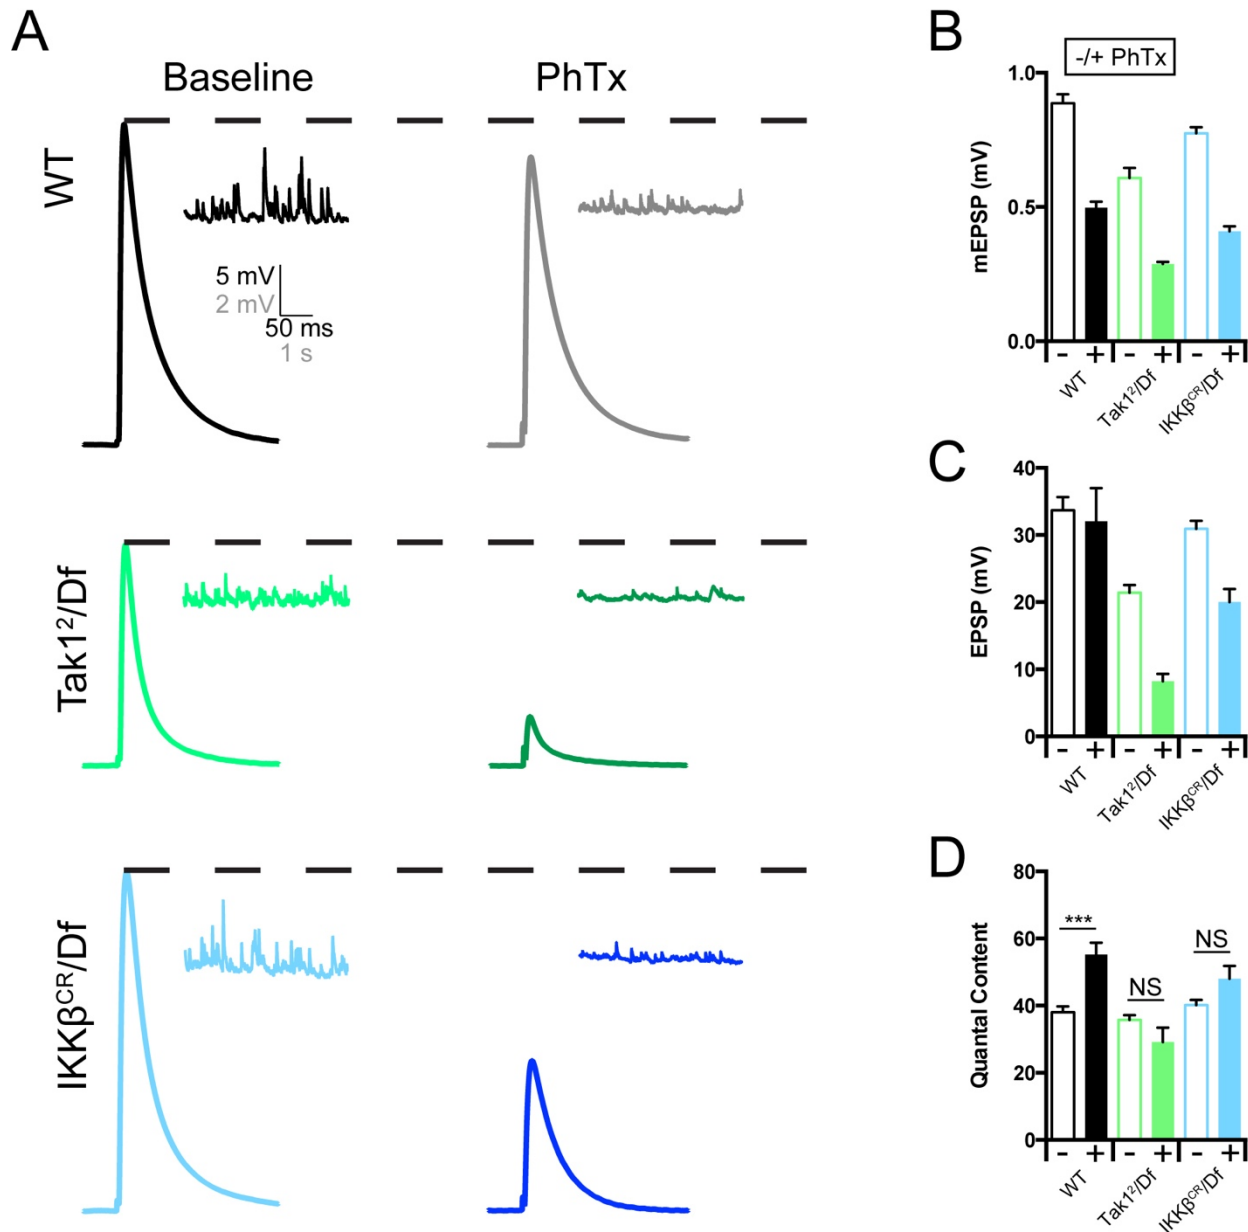 A
Baseline
PhTx
WT
5 mV
2 mV
50 ms
1 s
Tak1²/Df
IKKβᶜᴿ/Df
B
-/+ PhTx
mEPSP (mV)
1.0
0.5
0.0
- + - + - +
WT
Tak1²/Df
IKKβᶜᴿ/Df
C
EPSP (mV)
40
30
20
10
0
- + - + - +
WT
Tak1²/Df
IKKβᶜᴿ/Df
D
Quantal Content
80
60
40
20
0
***
NS
NS
- + - + - +
WT
Tak1²/Df
IKKβᶜᴿ/Df